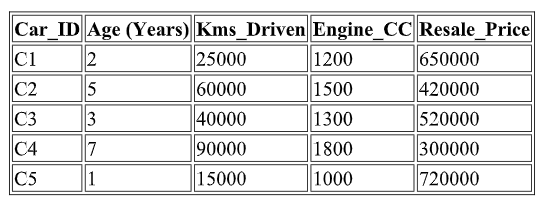 Car_ID Age (Years) Kms_Driven Engine_CC Resale_Price
C1 2 25000 1200 650000
C2 5 60000 1500 420000
C3 3 40000 1300 520000
C4 7 90000 1800 300000
C5 1 15000 1000 720000